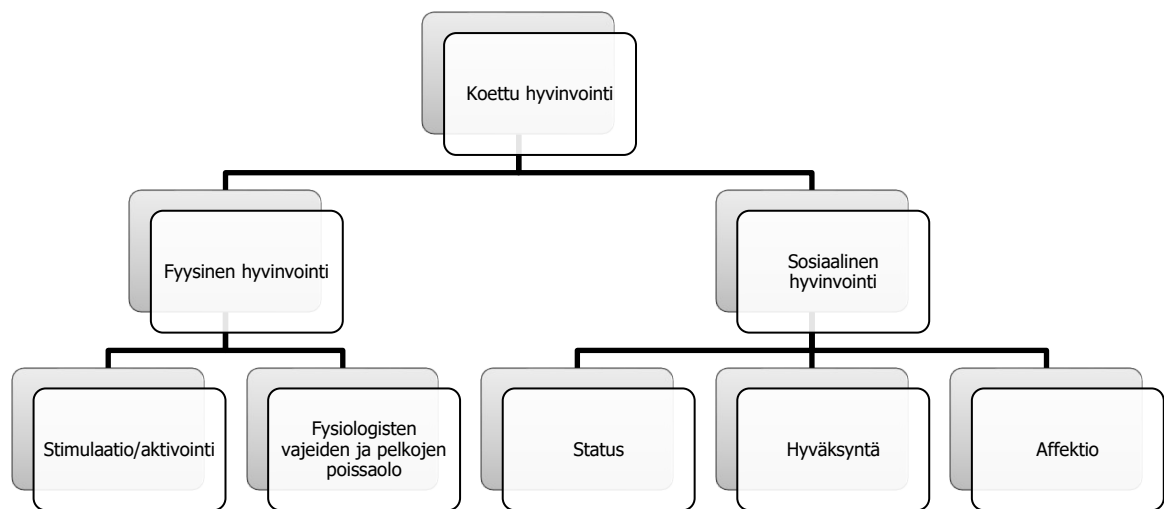 Koettu hyvinvointi
Fyysinen hyvinvointi
Sosiaalinen
hyvinvointi
Stimulaatio/aktivointi
Fysiologisten
vajeiden ja pelkojen
poissaolo
Status
Hyväksyntä
Affektio